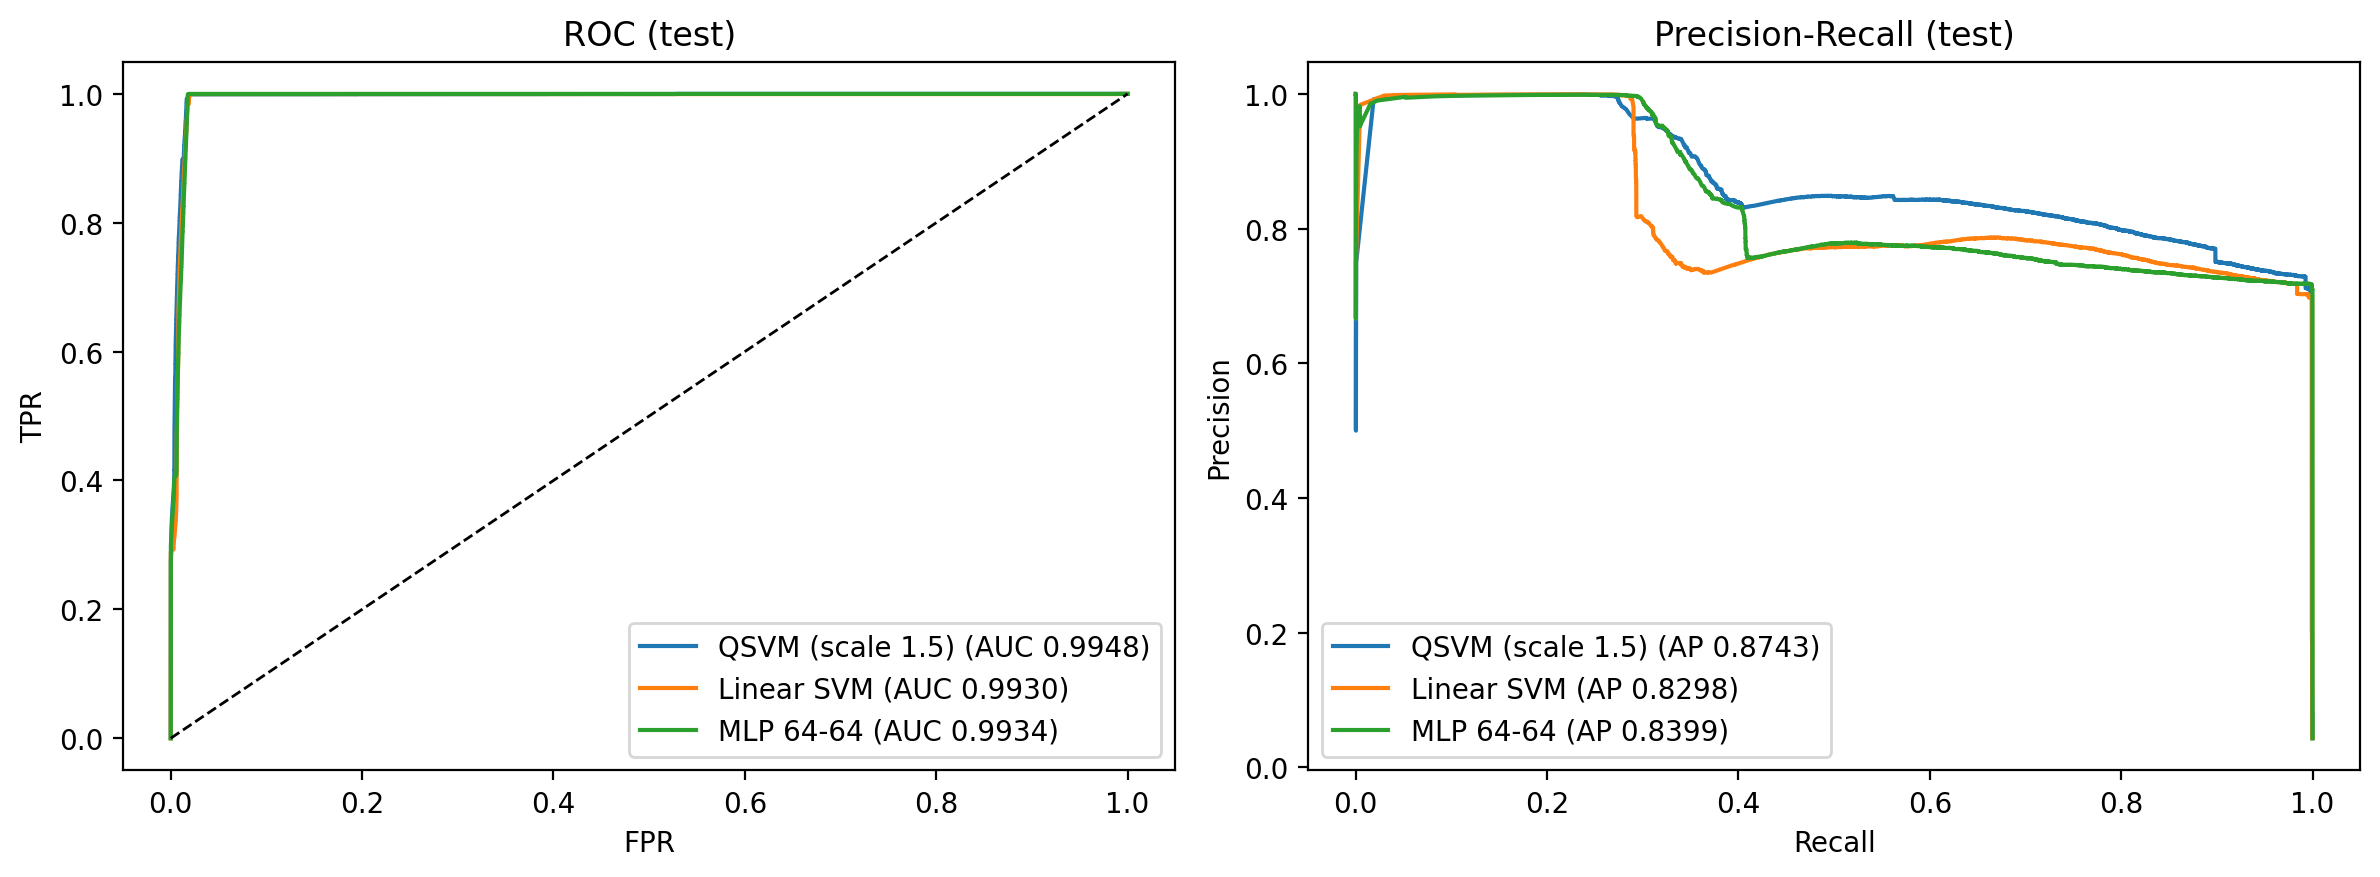 ROC (test)
TPR
1.0
0.8
0.6
0.4
0.2
0.0
QSVM (scale 1.5) (AUC 0.9948)
Linear SVM (AUC 0.9930)
MLP 64-64 (AUC 0.9934)
0.0 0.2 0.4 0.6 0.8 1.0
FPR
Precision-Recall (test)
Precision
1.0
0.8
0.6
0.4
0.2
0.0
QSVM (scale 1.5) (AP 0.8743)
Linear SVM (AP 0.8298)
MLP 64-64 (AP 0.8399)
0.0 0.2 0.4 0.6 0.8 1.0
Recall